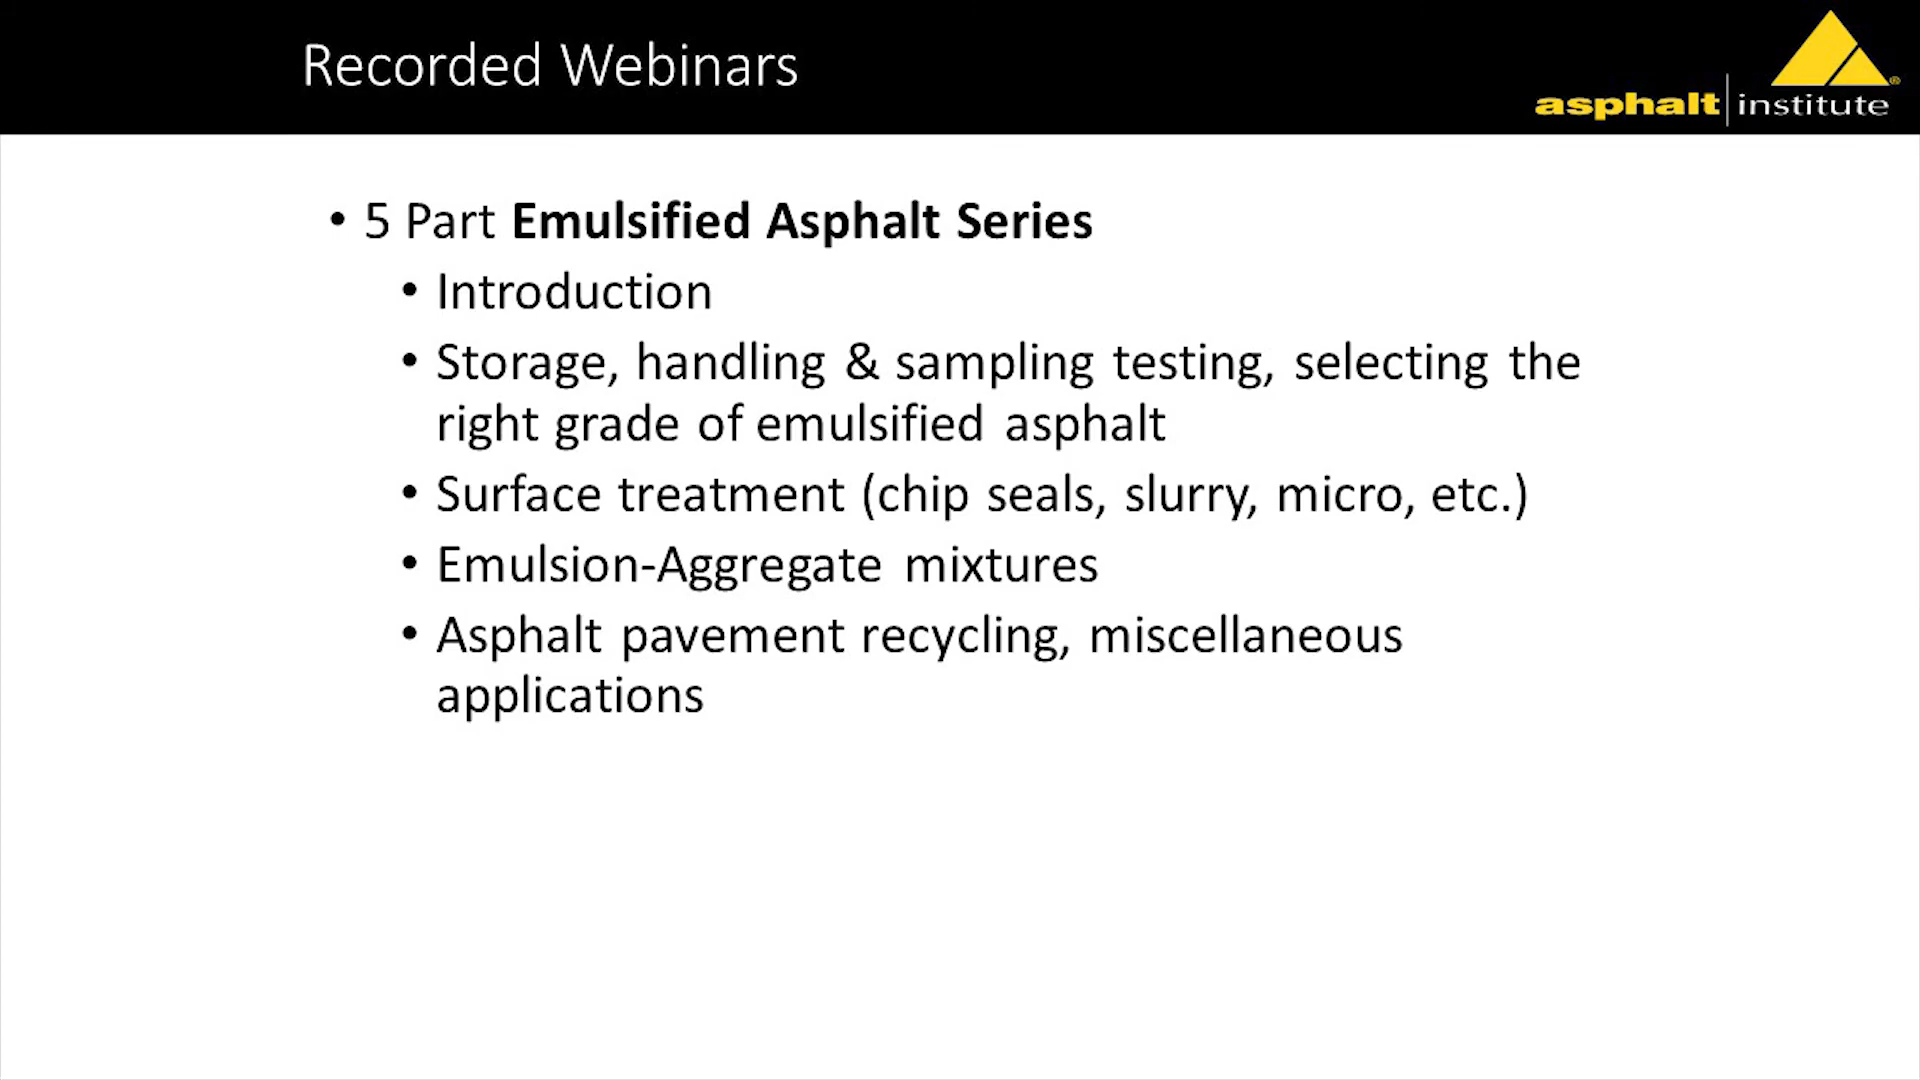 Recorded Webinars
asphalt institute®
• 5 Part Emulsified Asphalt Series
• Introduction
• Storage, handling & sampling testing, selecting the
right grade of emulsified asphalt
• Surface treatment (chip seals, slurry, micro, etc.)
• Emulsion-Aggregate mixtures
• Asphalt pavement recycling, miscellaneous
applications